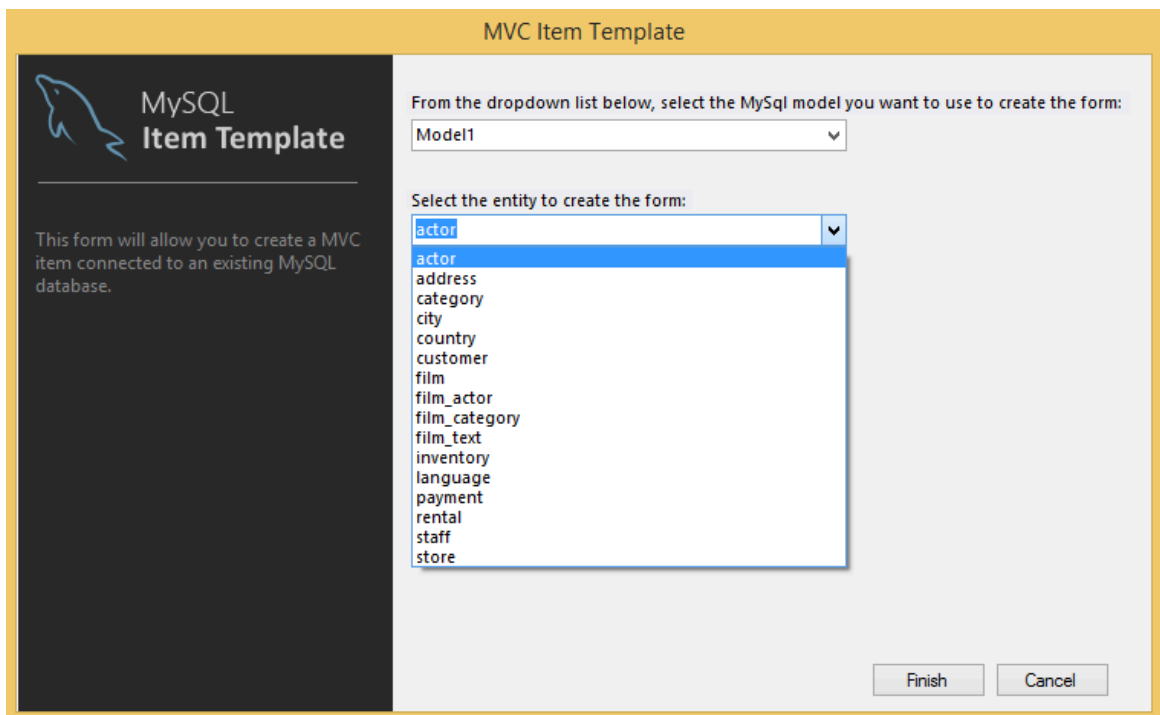 MVC Item Template
MySQL
Item Template
This form will allow you to create a MVC
item connected to an existing MySQL
database.
From the dropdown list below, select the MySql model you want to use to create the form:
Model1
Select the entity to create the form:
actor
actor
address
category
city
country
customer
film
film_actor
film_category
film_text
inventory
language
payment
rental
staff
store
Finish
Cancel